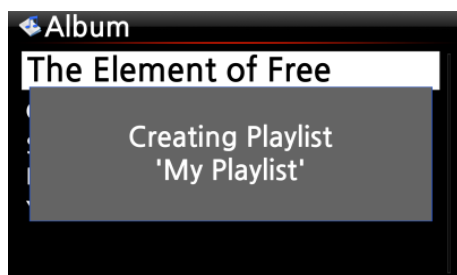 Album
The Element of Free
Creating Playlist
'My Playlist'